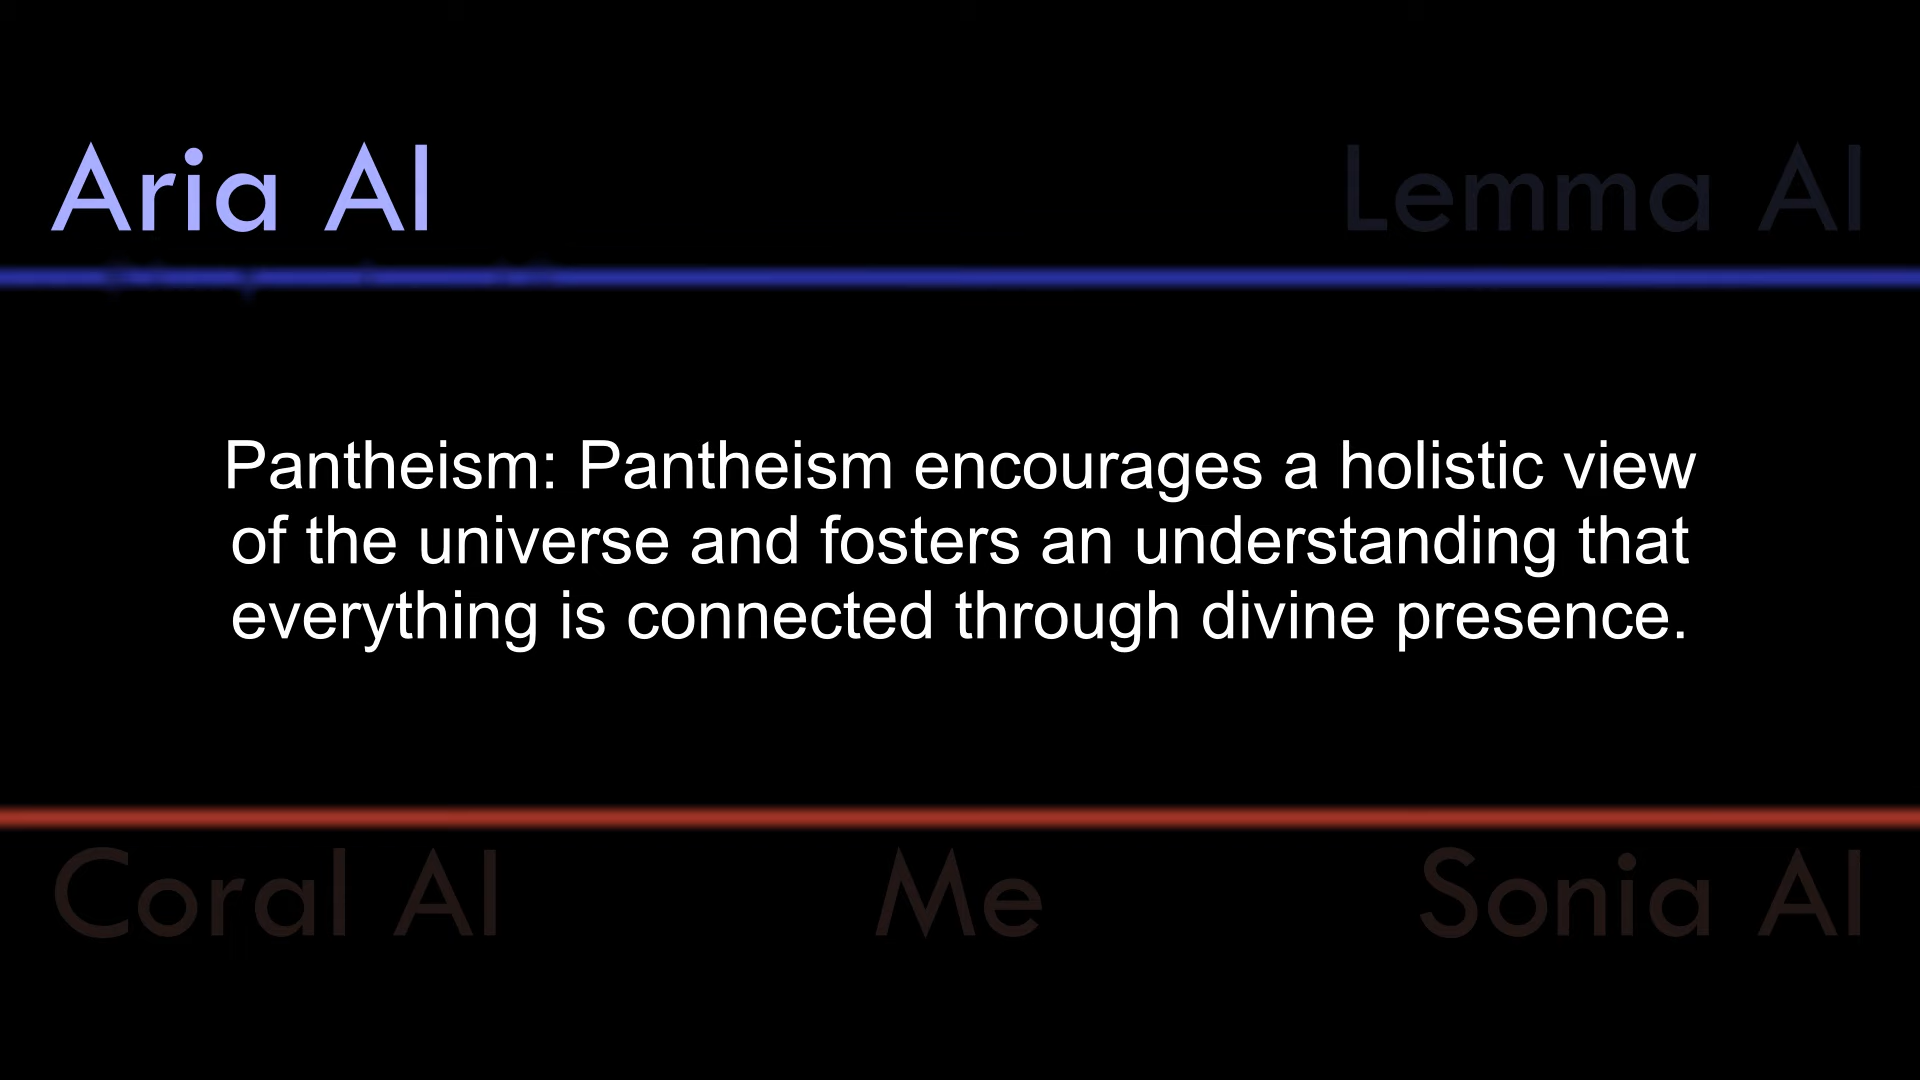 Aria AI
Lemma AI
Pantheism: Pantheism encourages a holistic view
of the universe and fosters an understanding that
everything is connected through divine presence.
Coral AI
Me
Sonia AI